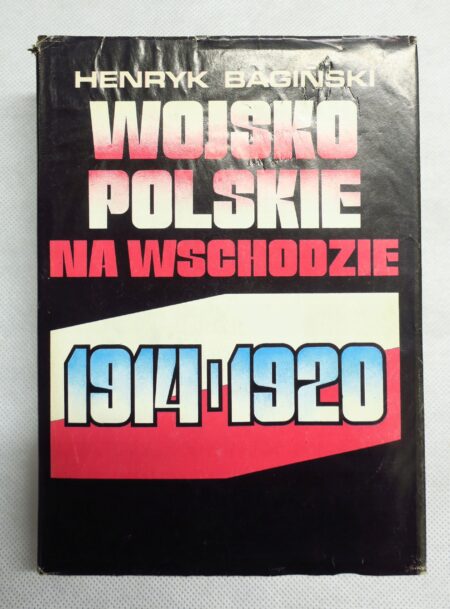 HENRYK BAGIŃSKI
WOJSKO
POLSKIE
NA WSCHODZIE
1914-1920